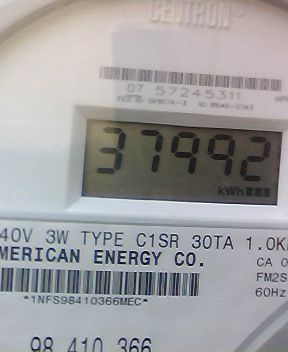 CENTRON®
07 57245311
37992
kWh
40V 3W TYPE C1SR 30TA 1.0K
MERICAN ENERGY CO.
CA 0
FM2S
60Hz
*1NFS98410366MEC*
98 410 366